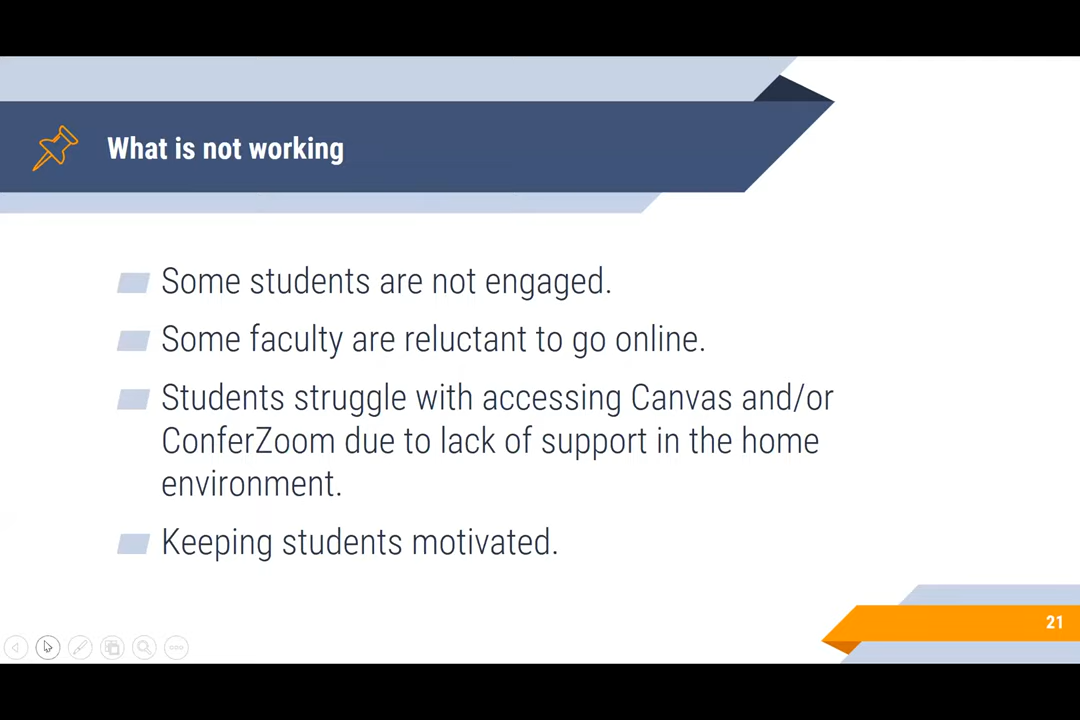 What is not working
Some students are not engaged.
Some faculty are reluctant to go online.
Students struggle with accessing Canvas and/or
ConferZoom due to lack of support in the home
environment.
Keeping students motivated.
21